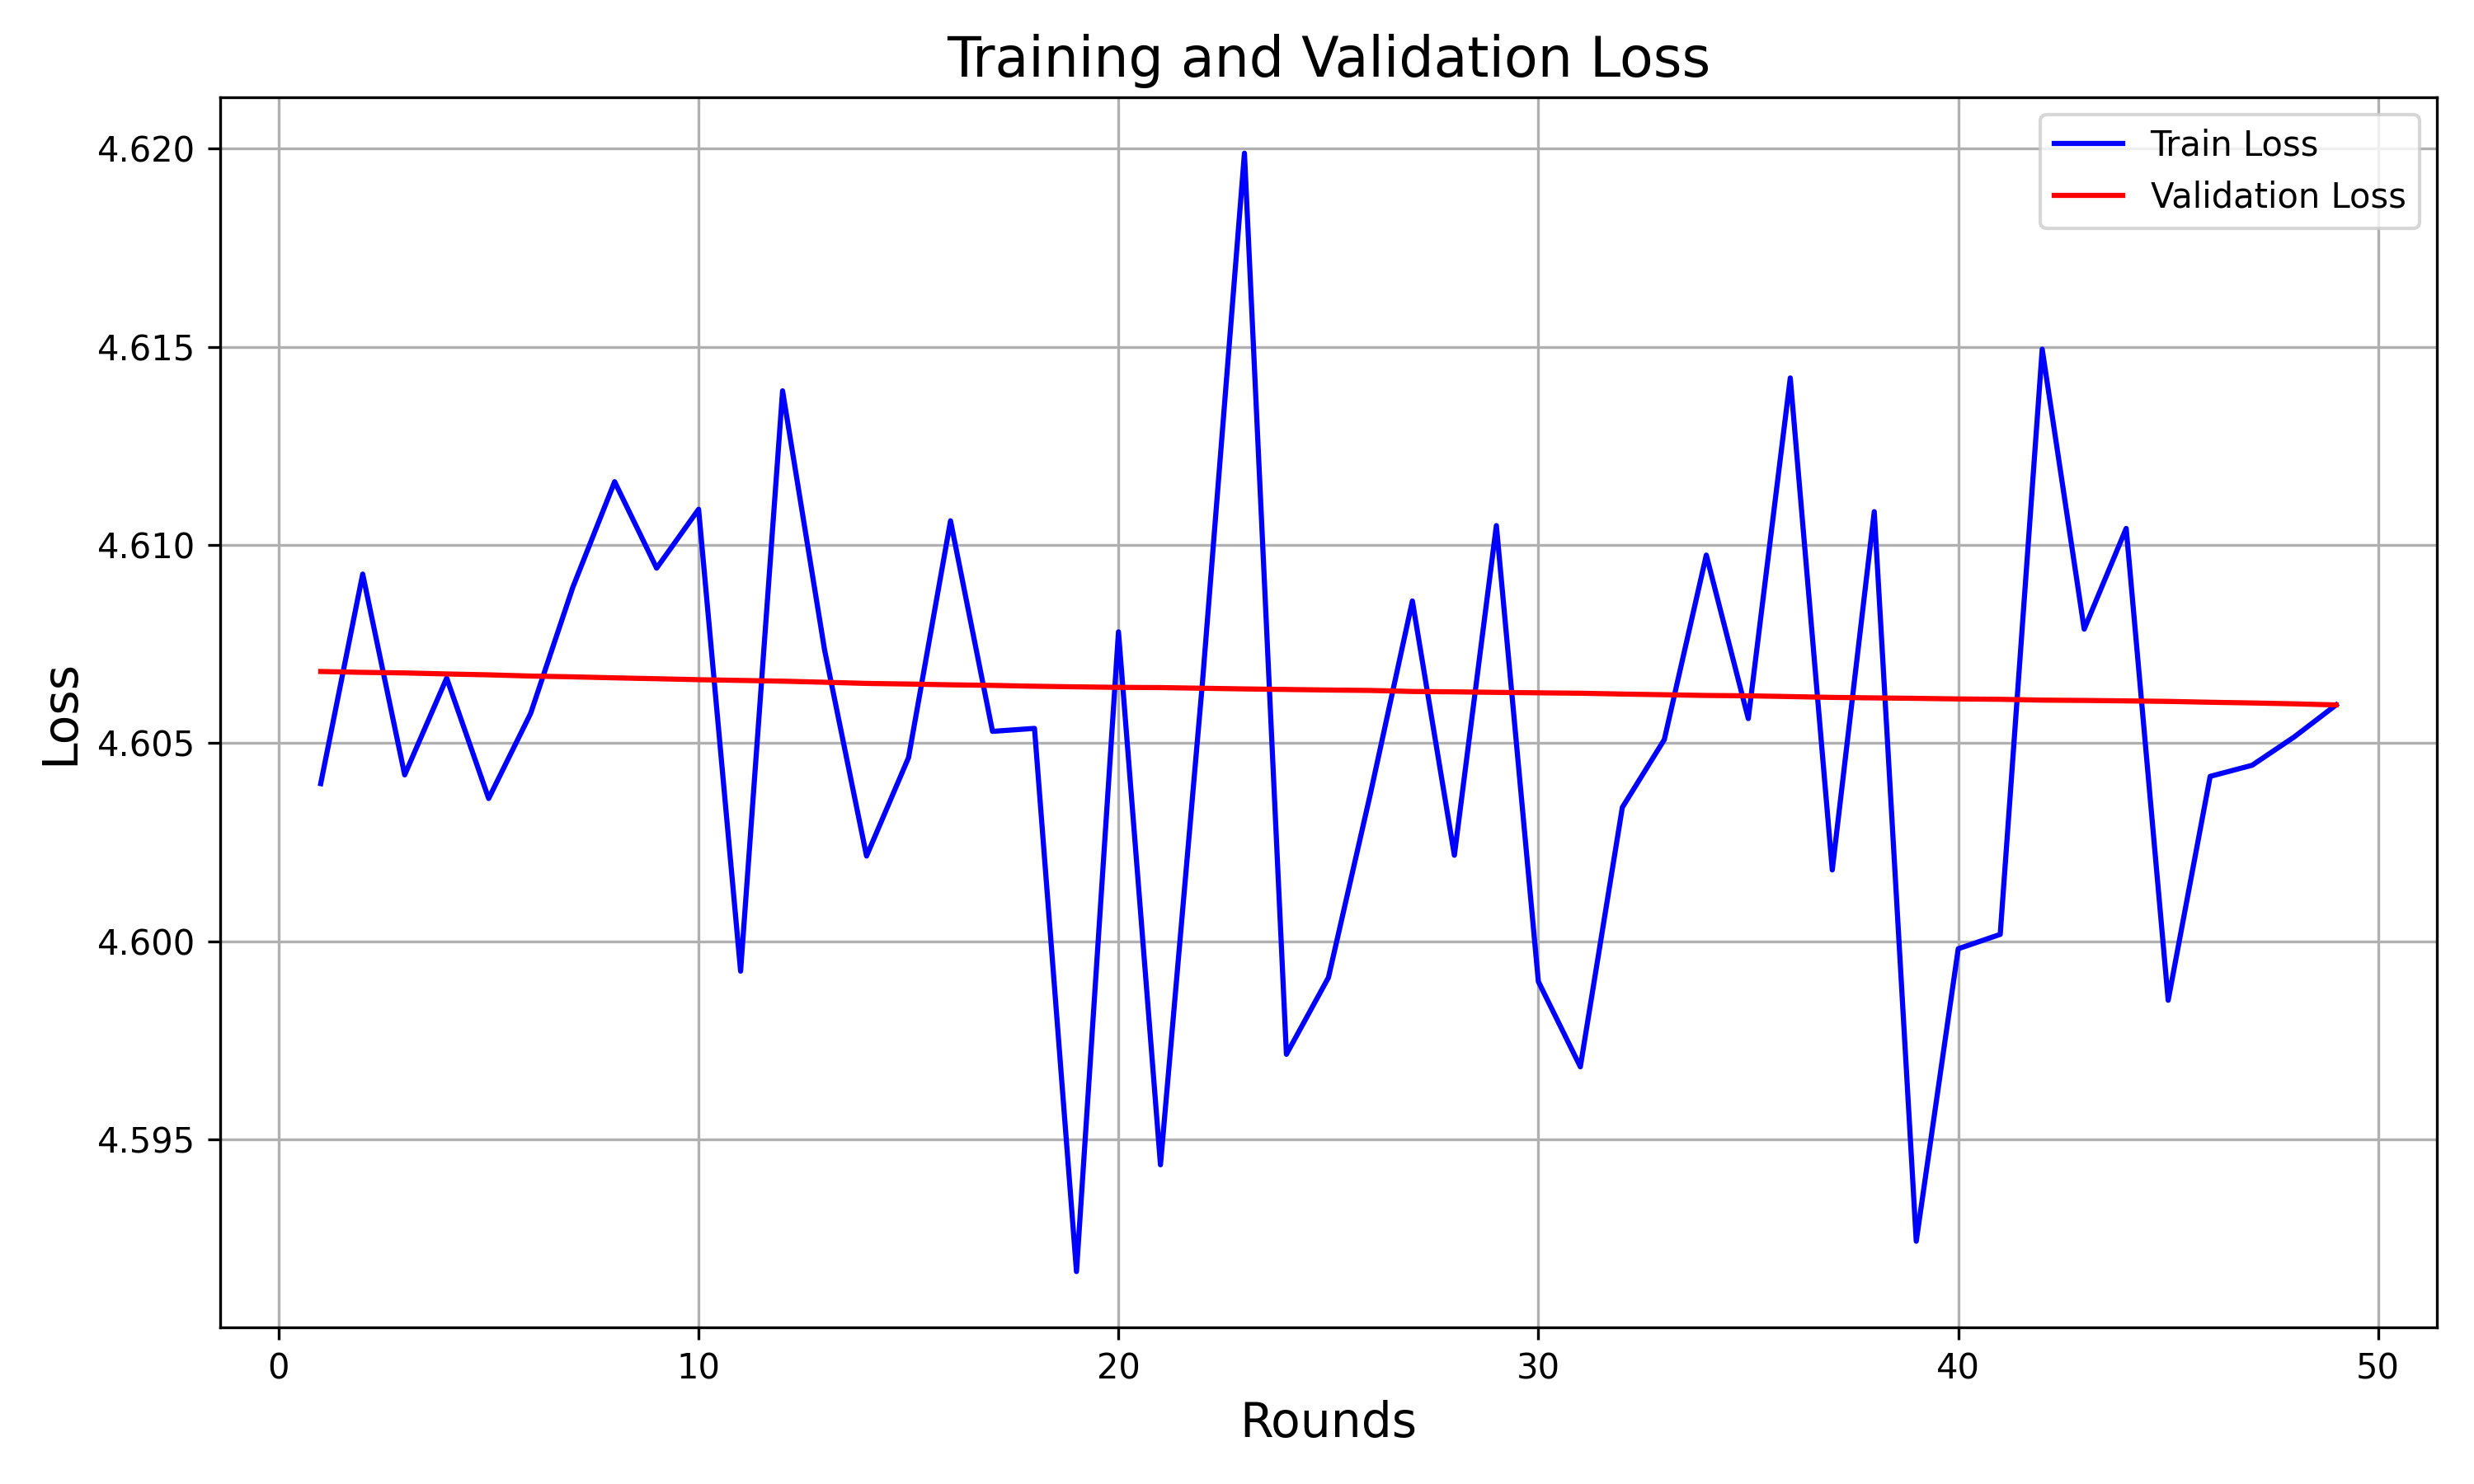 Training and Validation Loss
Train Loss
Validation Loss
4.620
4.615
4.610
4.605
4.600
4.595
Loss
0 10 20 30 40 50
Rounds